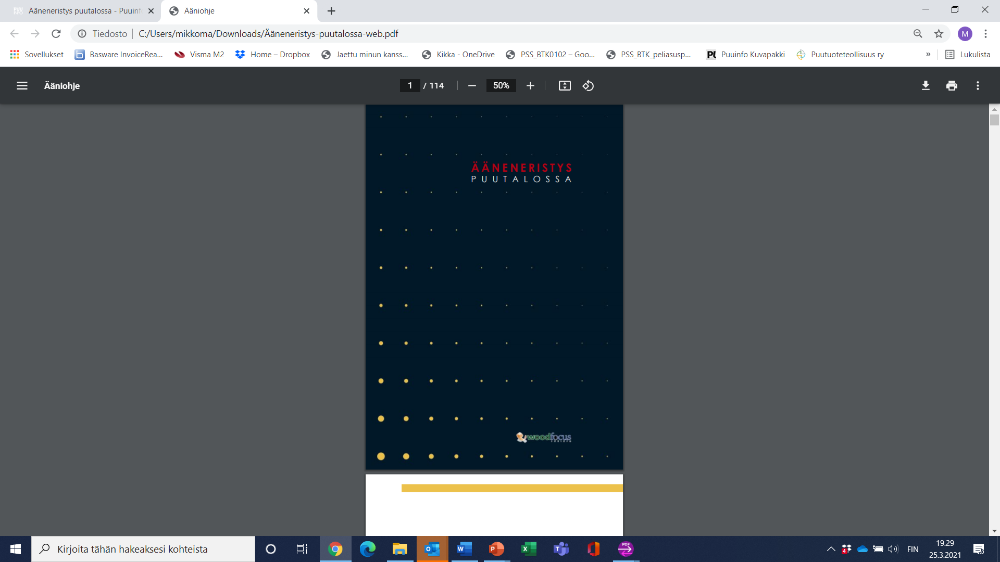 Ääneneristys puutalossa - Puuinf
Ääniohje
Tiedosto
C:/Users/mikkoma/Downloads/Ääneneristys-puutalossa-web.pdf
M
Sovellukset
Basware InvoiceRea...
Visma M2
Home – Dropbox
Jaettu minun kanss...
Kikka - OneDrive
PSS_BTK0102 – Goo...
PSS_BTK_peliasusp...
Puuinfo Kuvapakki
Puutuoteteollisuus ry
»
Lukulista
Ääniohje
1 / 114
50%
ÄÄNENERISTYS
PUUTALOSSA
woodfocus
Kirjoita tähän hakeaksesi kohteista
FIN
19.29
25.3.2021